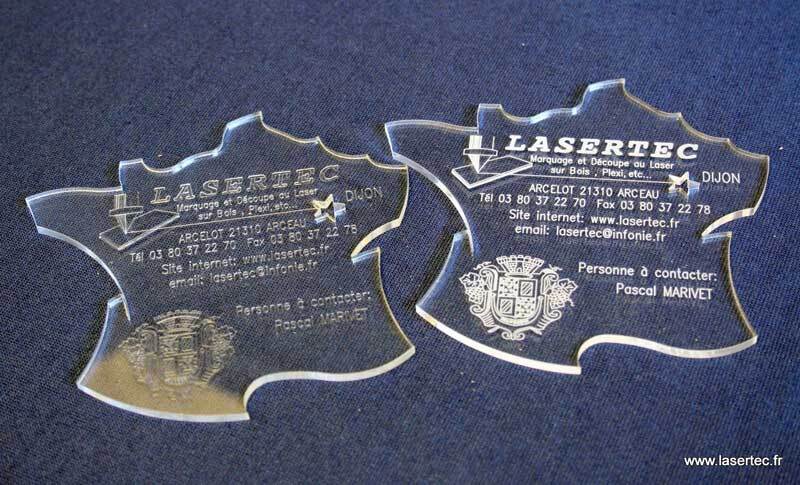 LASERTEC
Marquage et Découpe au Laser
sur Bois , Plexi, etc...
DIJON
ARCELOT 21310 ARCEAU
Tél 03 80 37 22 70 Fax 03 80 37 22 78
Site internet: www.lasertec.fr
email: lasertec@infonie.fr
Personne à contacter:
Pascal MARIVET
LASERTEC
Marquage et Découpe au Laser
sur Bois , Plexi, etc...
DIJON
ARCELOT 21310 ARCEAU
Tél 03 80 37 22 70 Fax 03 80 37 22 78
Site internet: www.lasertec.fr
email: lasertec@infonie.fr
Personne à contacter:
Pascal MARIVET
www.lasertec.fr